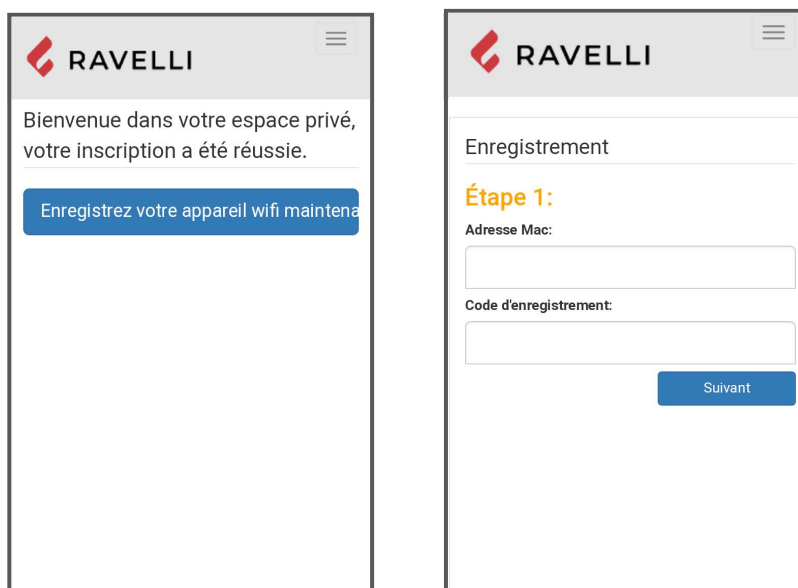 RAVELLI
Bienvenue dans votre espace privé,
votre inscription a été réussie.
Enregistrez votre appareil wifi maintena
RAVELLI
Enregistrement
Étape 1:
Adresse Mac:
Code d'enregistrement:
Suivant